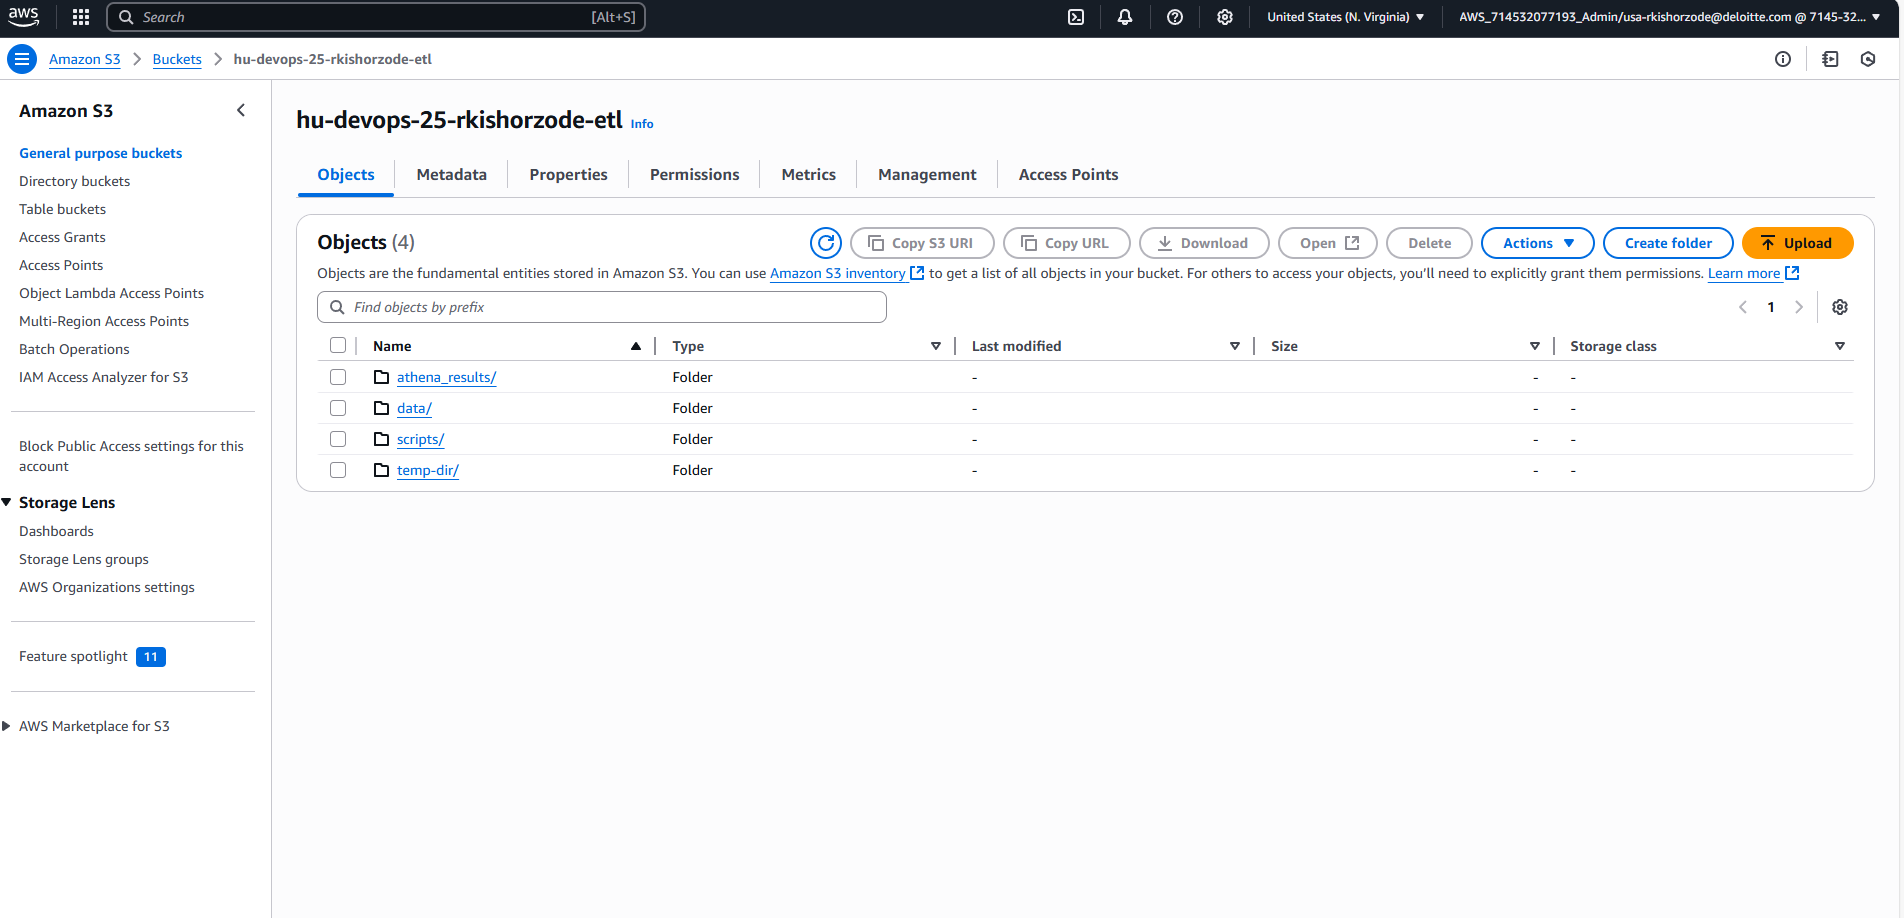 aws
Search [Alt+S]
United States (N. Virginia)
AWS_714532077193_Admin/usa-rkishorzode@deloitte.com @ 7145-32...
Amazon S3
Buckets
hu-devops-25-rkishorzode-etl
Amazon S3
General purpose buckets
Directory buckets
Table buckets
Access Grants
Access Points
Object Lambda Access Points
Multi-Region Access Points
Batch Operations
IAM Access Analyzer for S3
Block Public Access settings for this
account
Storage Lens
Dashboards
Storage Lens groups
AWS Organizations settings
Feature spotlight 11
AWS Marketplace for S3
hu-devops-25-rkishorzode-etl Info
Objects
Metadata
Properties
Permissions
Metrics
Management
Access Points
Objects (4)
Copy S3 URI
Copy URL
Download
Open
Delete
Actions
Create folder
Upload
Objects are the fundamental entities stored in Amazon S3. You can use Amazon S3 inventory to get a list of all objects in your bucket. For others to access your objects, you’ll need to explicitly grant them permissions. Learn more
Find objects by prefix
1
Name Type Last modified Size Storage class
athena_results/ Folder - - -
data/ Folder - - -
scripts/ Folder - - -
temp-dir/ Folder - - -